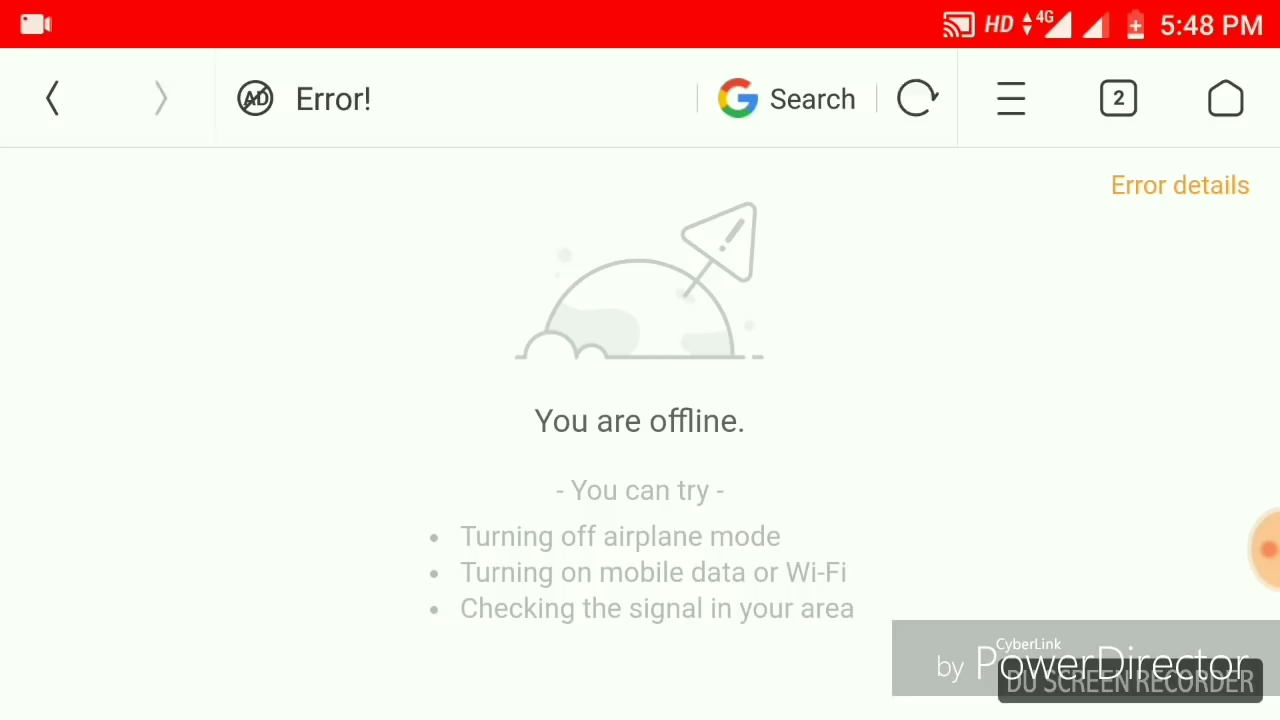 HD 4G 5:48 PM
AD Error! G Search 2
Error details
You are offline.
- You can try -
• Turning off airplane mode
• Turning on mobile data or Wi-Fi
• Checking the signal in your area
CyberLink
by PowerDirector
DU SCREEN RECORDER